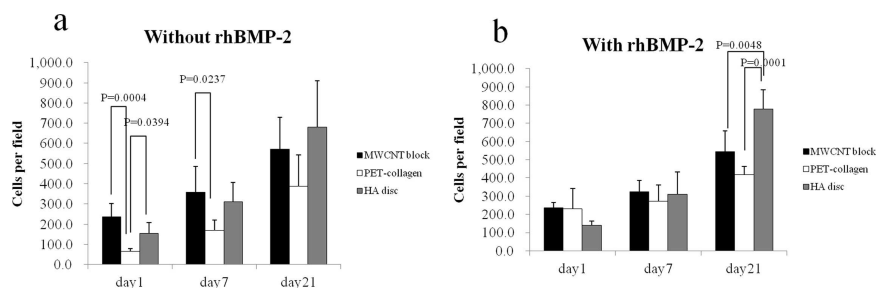 a
Without rhBMP-2
Cells per field
1,000.0
900.0
800.0
700.0
600.0
500.0
400.0
300.0
200.0
100.0
0.0
P=0.0004
P=0.0394
P=0.0237
day1
day7
day21
MWCNT block
PET-collagen
HA disc
b
With rhBMP-2
Cells per field
1,000.0
900.0
800.0
700.0
600.0
500.0
400.0
300.0
200.0
100.0
0.0
P=0.0048
P=0.0001
day1
day7
day21
MWCNT block
PET-collagen
HA disc